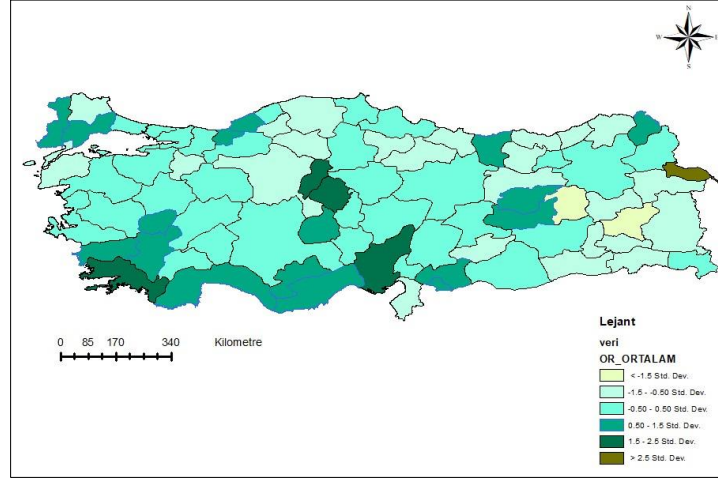 N
W E
S
0 85 170 340 Kilometre
Lejant
veri
OR_ORTALAM
< -1.5 Std. Dev.
-1.5 - -0.50 Std. Dev.
-0.50 - 0.50 Std. Dev.
0.50 - 1.5 Std. Dev.
1.5 - 2.5 Std. Dev.
> 2.5 Std. Dev.